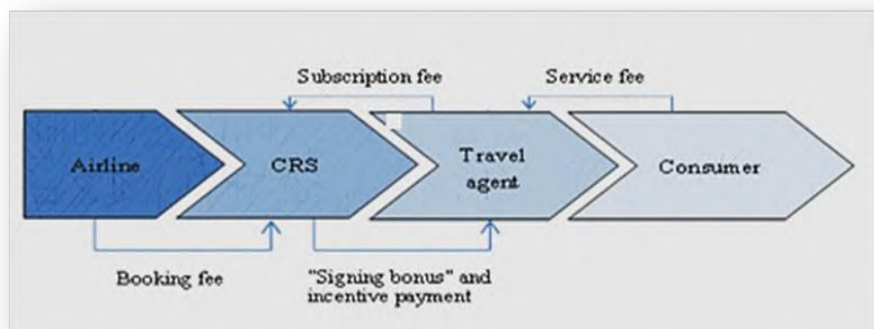 Subscription fee
Service fee
Airline
CRS
Travel
agent
Consumer
Booking fee
"Signing bonus" and
incentive payment